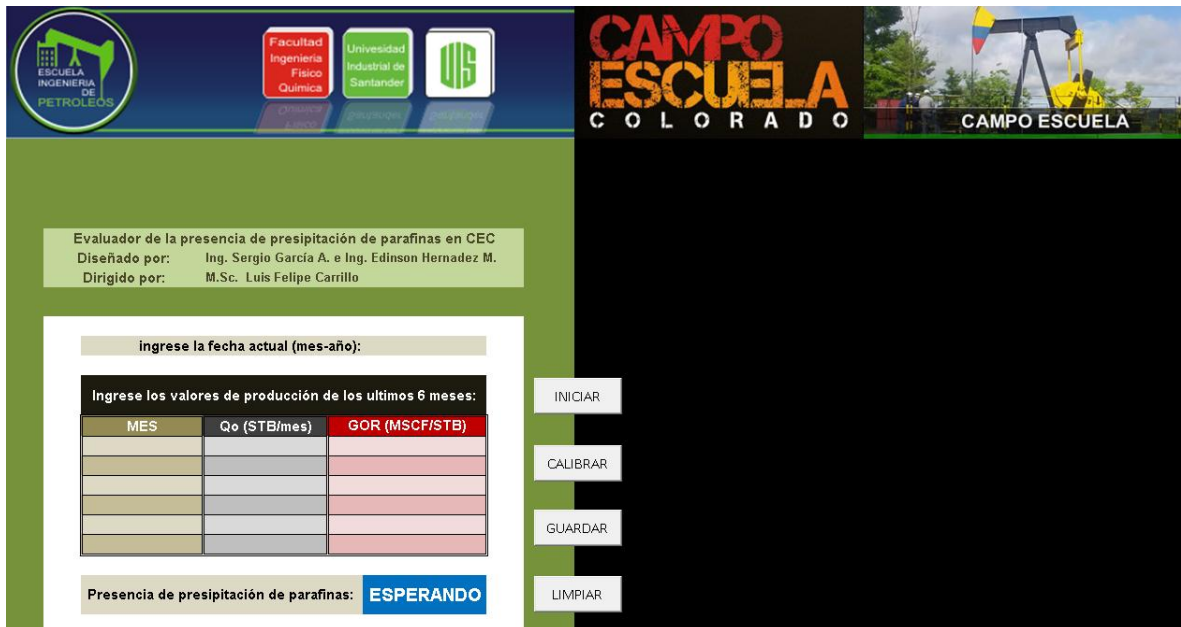 ESCUELA
INGENIERIA
DE
PETROLEOS
Facultad
Ingenieria
Fisico
Quimica
Univesidad
Industrial de
Santander
UIS
CAMPO
ESCUELA
COLORADO
CAMPO ESCUELA
Evaluador de la presencia de presipitación de parafinas en CEC
Diseñado por: Ing. Sergio García A. e Ing. Edinson Hernadez M.
Dirigido por: M.Sc. Luis Felipe Carrillo
ingrese la fecha actual (mes-año):
Ingrese los valores de producción de los ultimos 6 meses:
MES Qo (STB/mes) GOR (MSCF/STB)
Presencia de presipitación de parafinas: ESPERANDO
INICIAR
CALIBRAR
GUARDAR
LIMPIAR